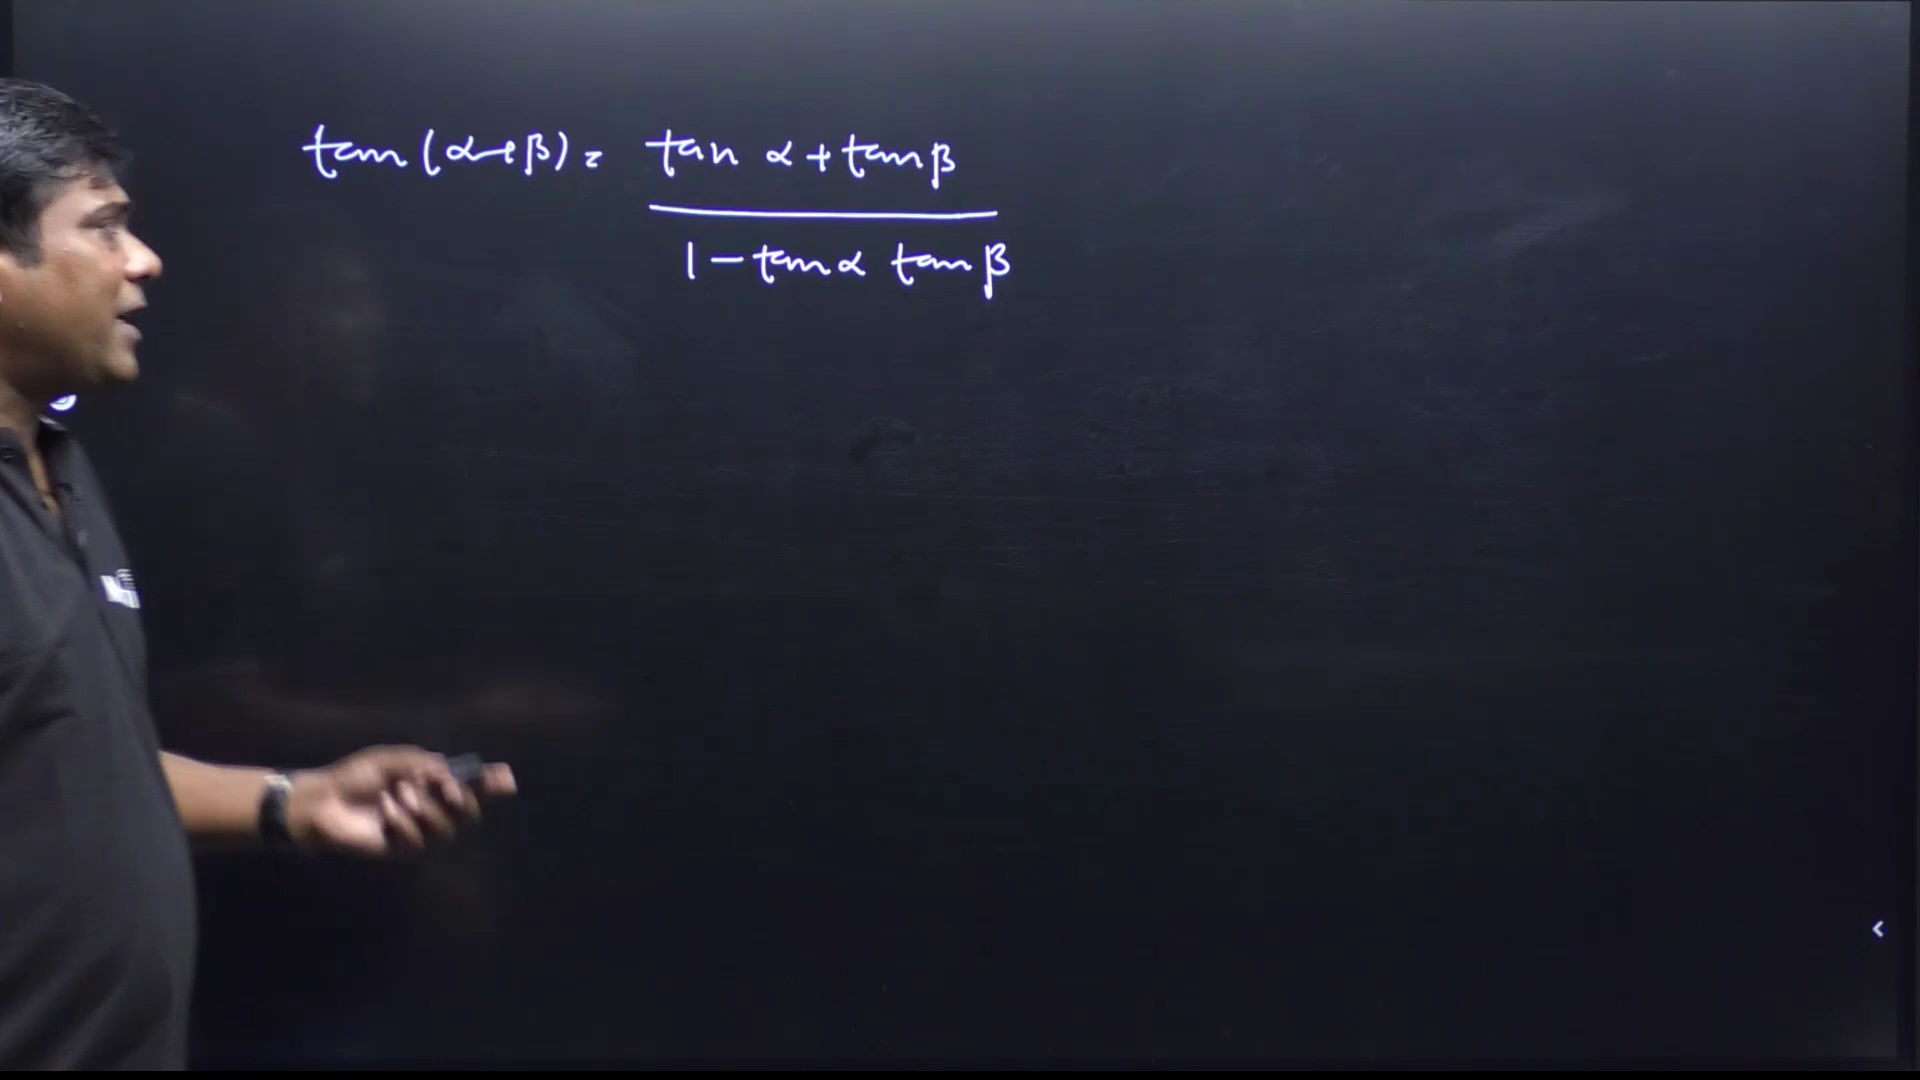 tan (α+β) = tan α + tan β
1 - tan α tan β
<